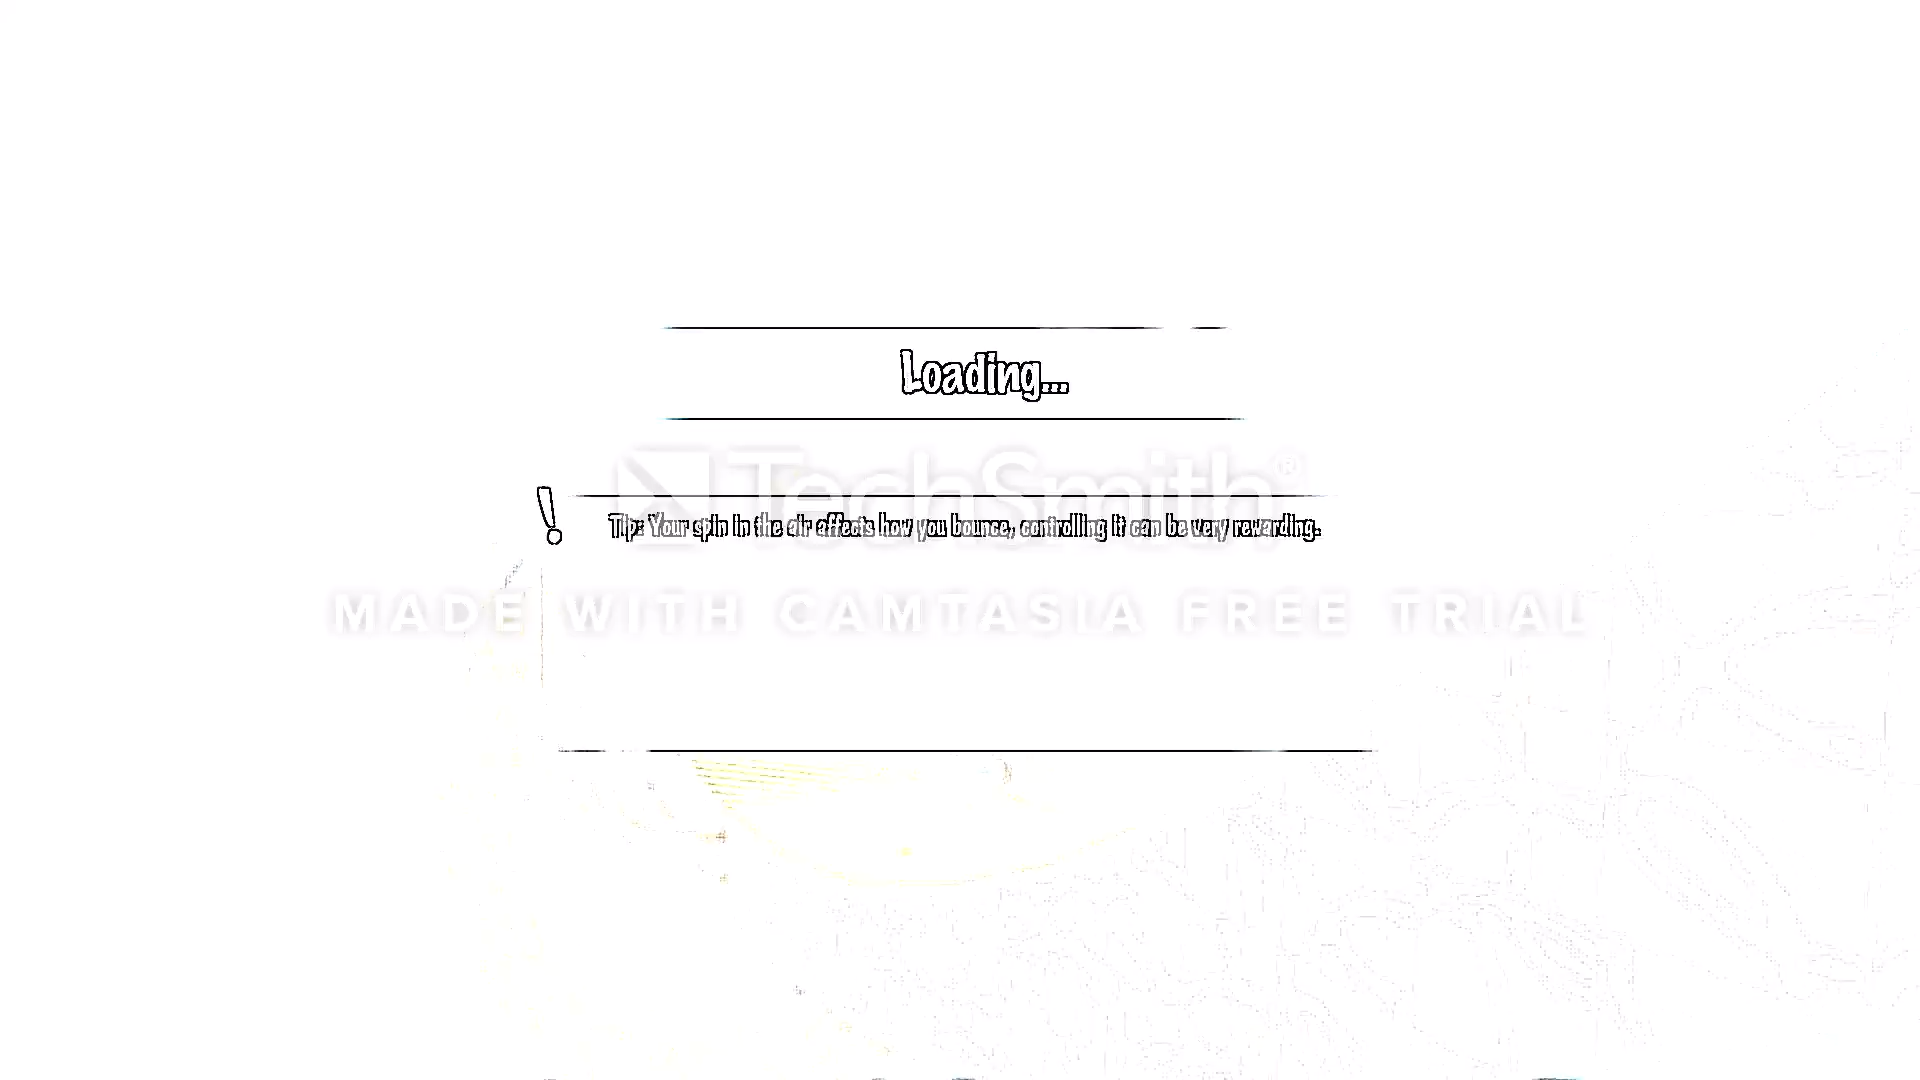 Loading...
TechSmith®
Tip: Your spin in the air affects how you bounce, controlling it can be very rewarding.
MADE WITH CAMTASIA FREE TRIAL